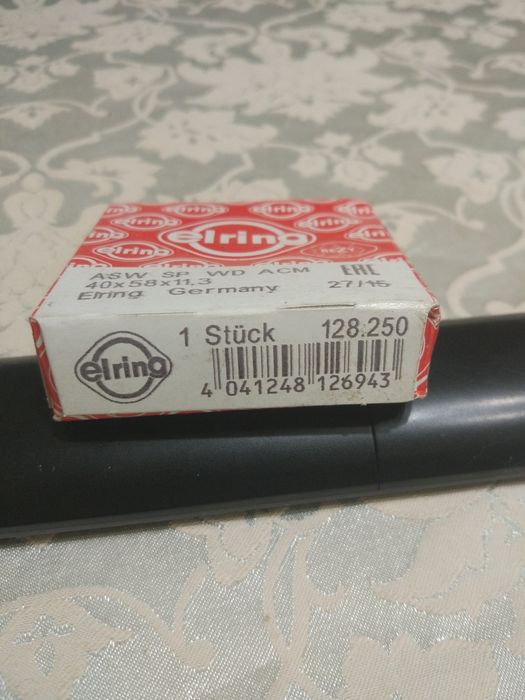 elring
ASW SP WD ACM EAC
40x58x11,3 27/15
Elring Germany
1 Stück 128.250
elring
4 041248 126943